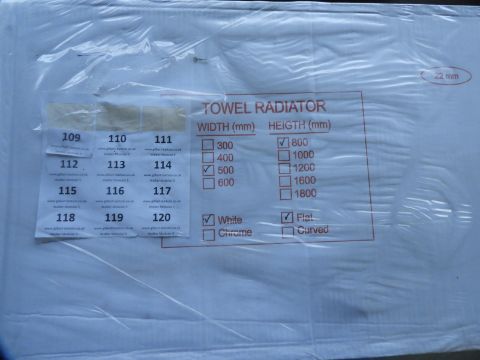 22 mm
TOWEL RADIATOR
WIDTH (mm) HEIGTH (mm)
300 800
400 1000
500 1200
600 1600
1800
White Flat
Chrome Curved
109 110 111
112 113 114
115 116 117
118 119 120